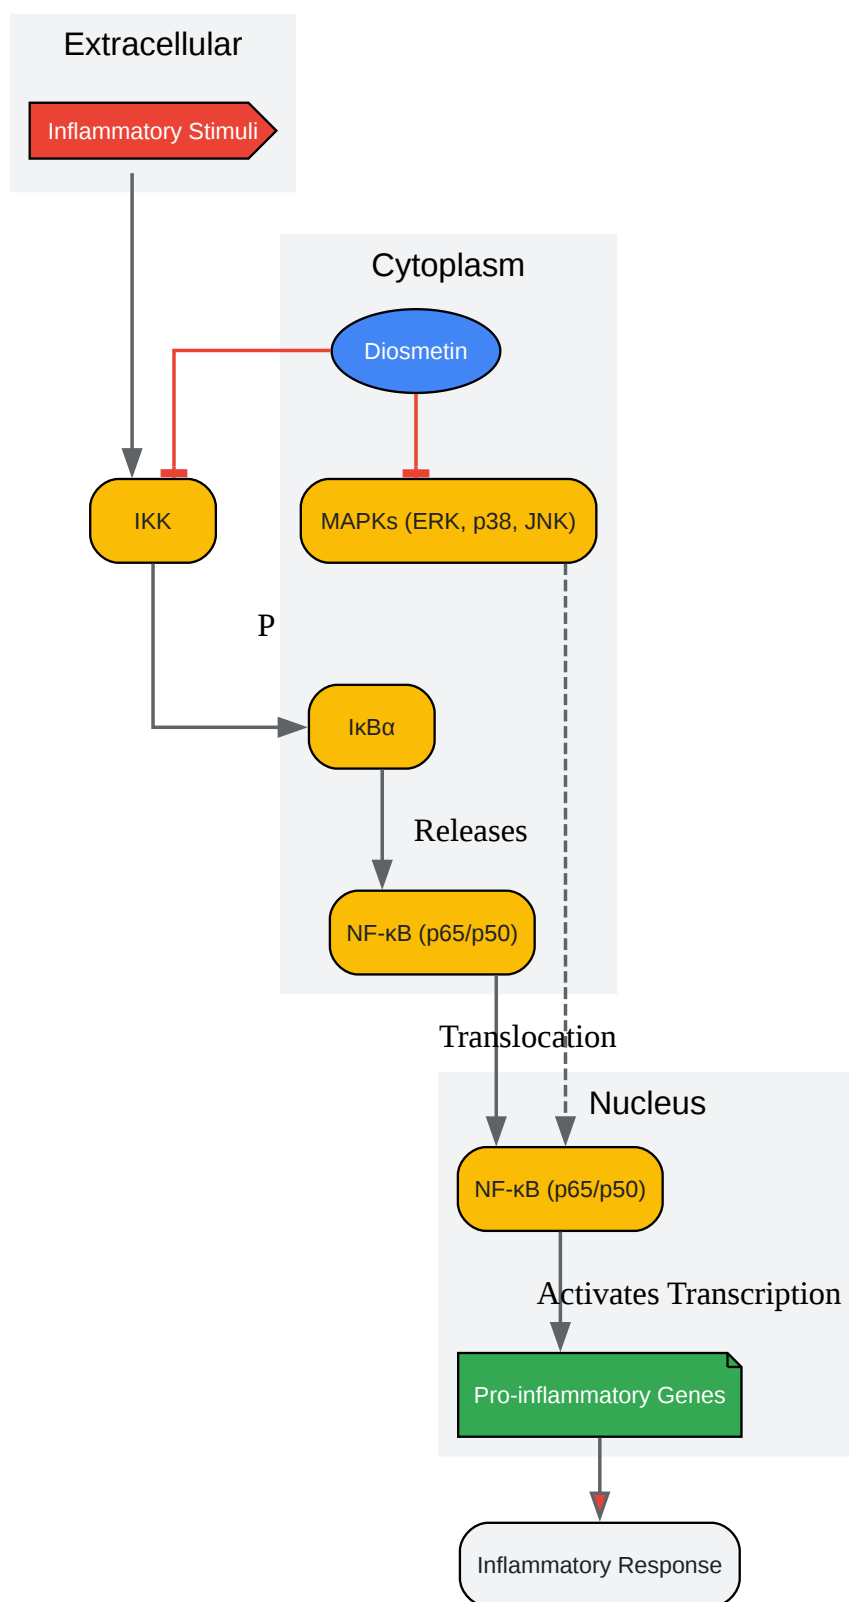 Extracellular
Inflammatory Stimuli
Cytoplasm
Diosmetin
IKK
MAPKs (ERK, p38, JNK)
P
IκBα
Releases
NF-κB (p65/p50)
Translocation
Nucleus
NF-κB (p65/p50)
Activates Transcription
Pro-inflammatory Genes
Inflammatory Response